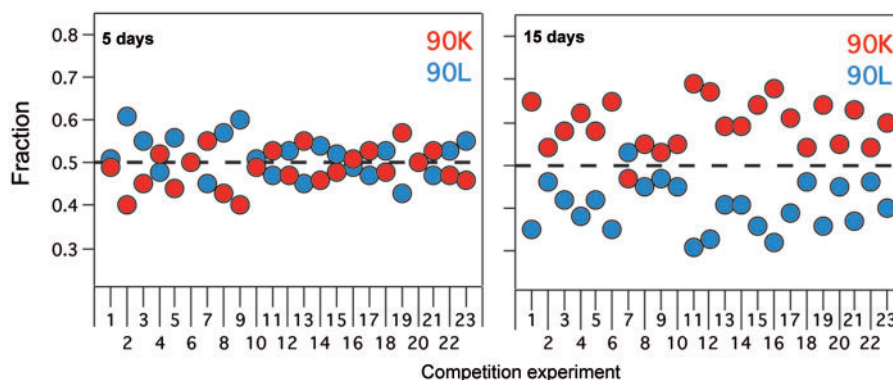 5 days
90K
90L
0.8
0.7
0.6
0.5
0.4
0.3
Fraction
1 3 5 7 9 11 13 15 17 19 21 23
2 4 6 8 10 12 14 16 18 20 22
15 days
90K
90L
1 3 5 7 9 11 13 15 17 19 21 23
2 4 6 8 10 12 14 16 18 20 22
Competition experiment